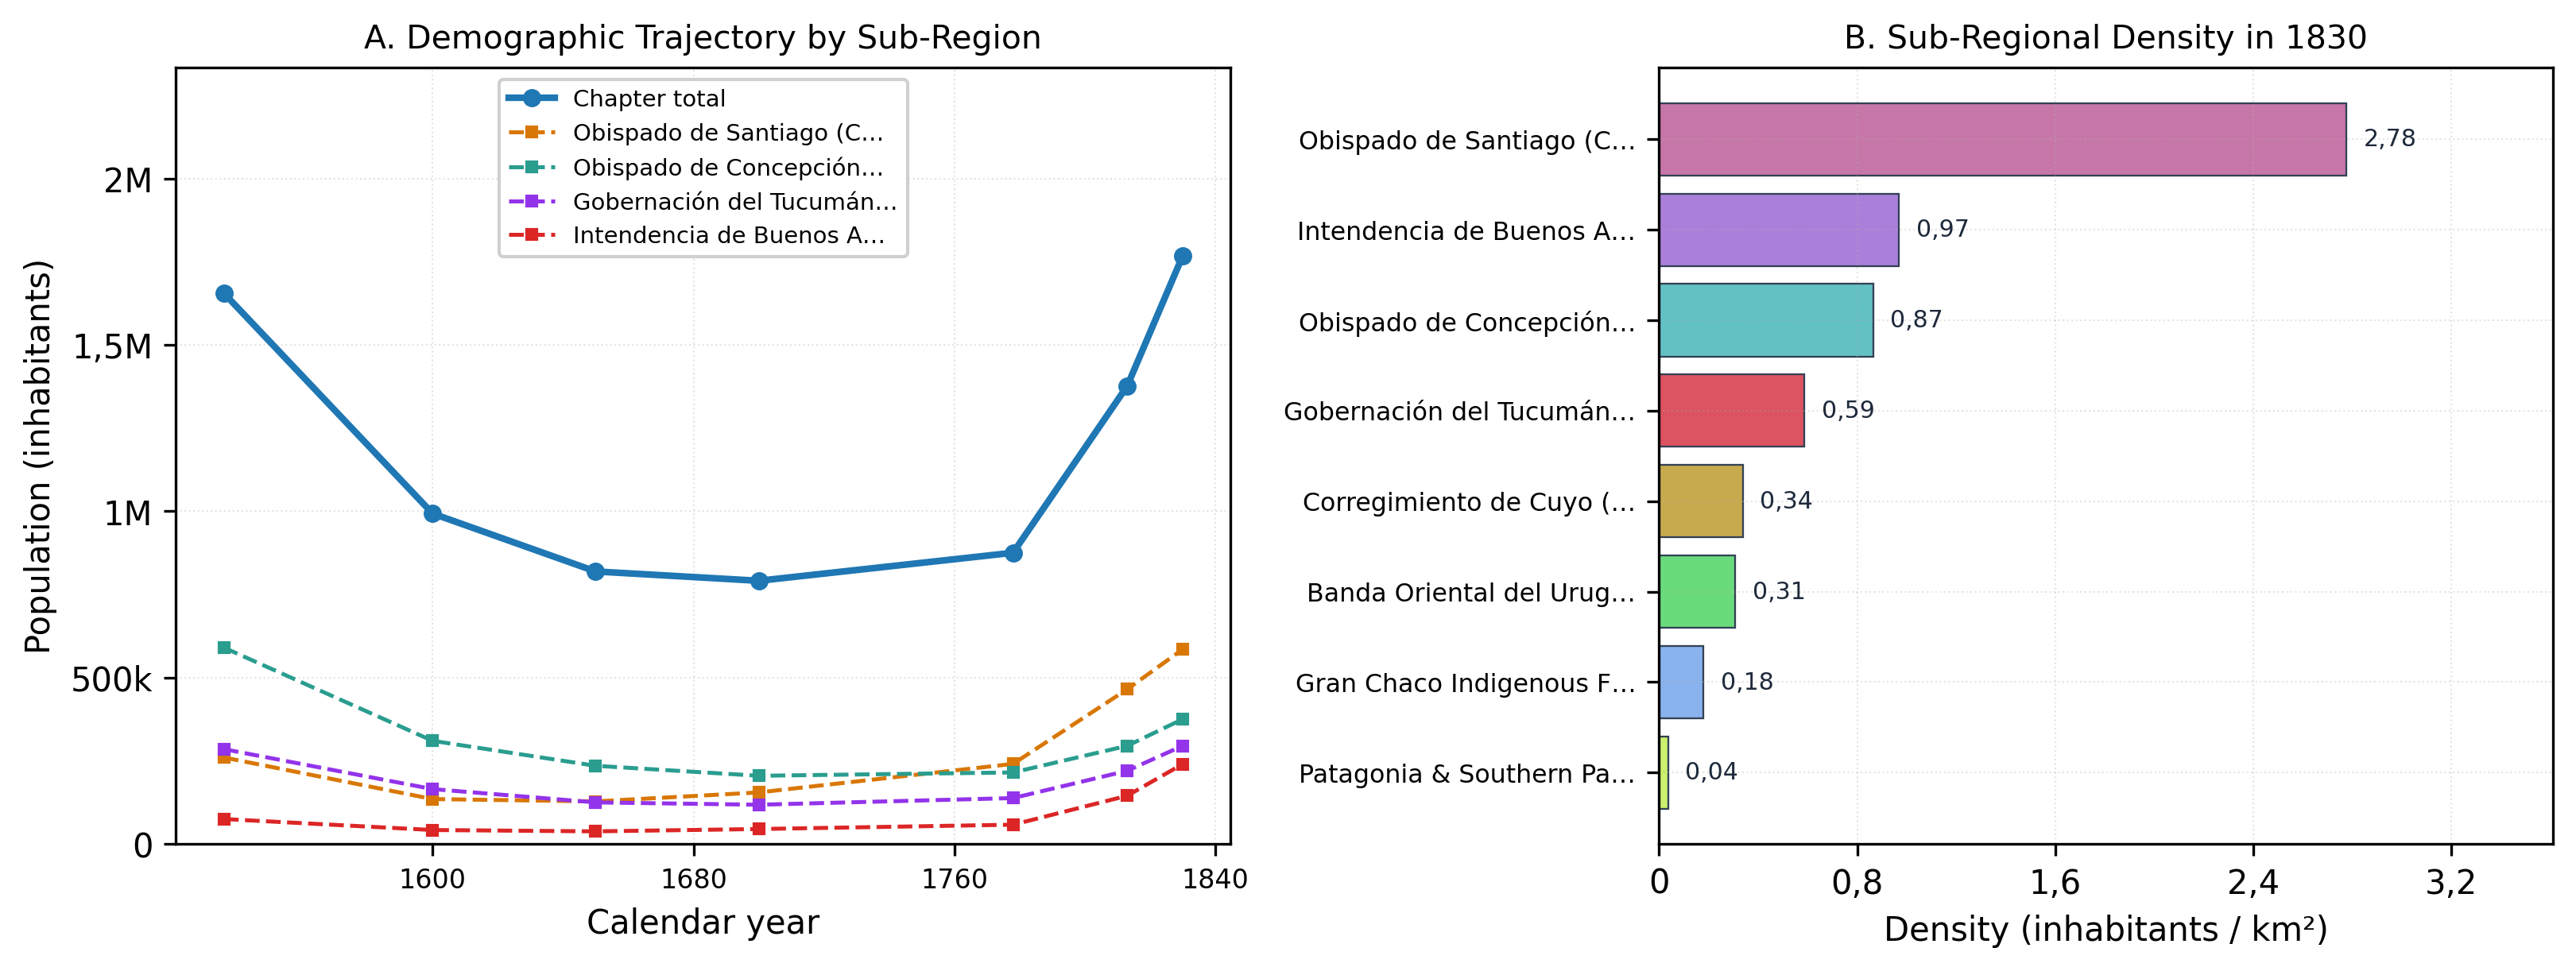 A. Demographic Trajectory by Sub-Region
Population (inhabitants)
2M
1,5M
1M
500k
0
Chapter total
Obispado de Santiago (C...
Obispado de Concepción...
Gobernación del Tucumán...
Intendencia de Buenos A...
1600
1680
1760
1840
Calendar year
B. Sub-Regional Density in 1830
Obispado de Santiago (C... 2,78
Intendencia de Buenos A... 0,97
Obispado de Concepción... 0,87
Gobernación del Tucumán... 0,59
Corregimiento de Cuyo (... 0,34
Banda Oriental del Urug... 0,31
Gran Chaco Indigenous F... 0,18
Patagonia & Southern Pa... 0,04
0
0,8
1,6
2,4
3,2
Density (inhabitants / km²)